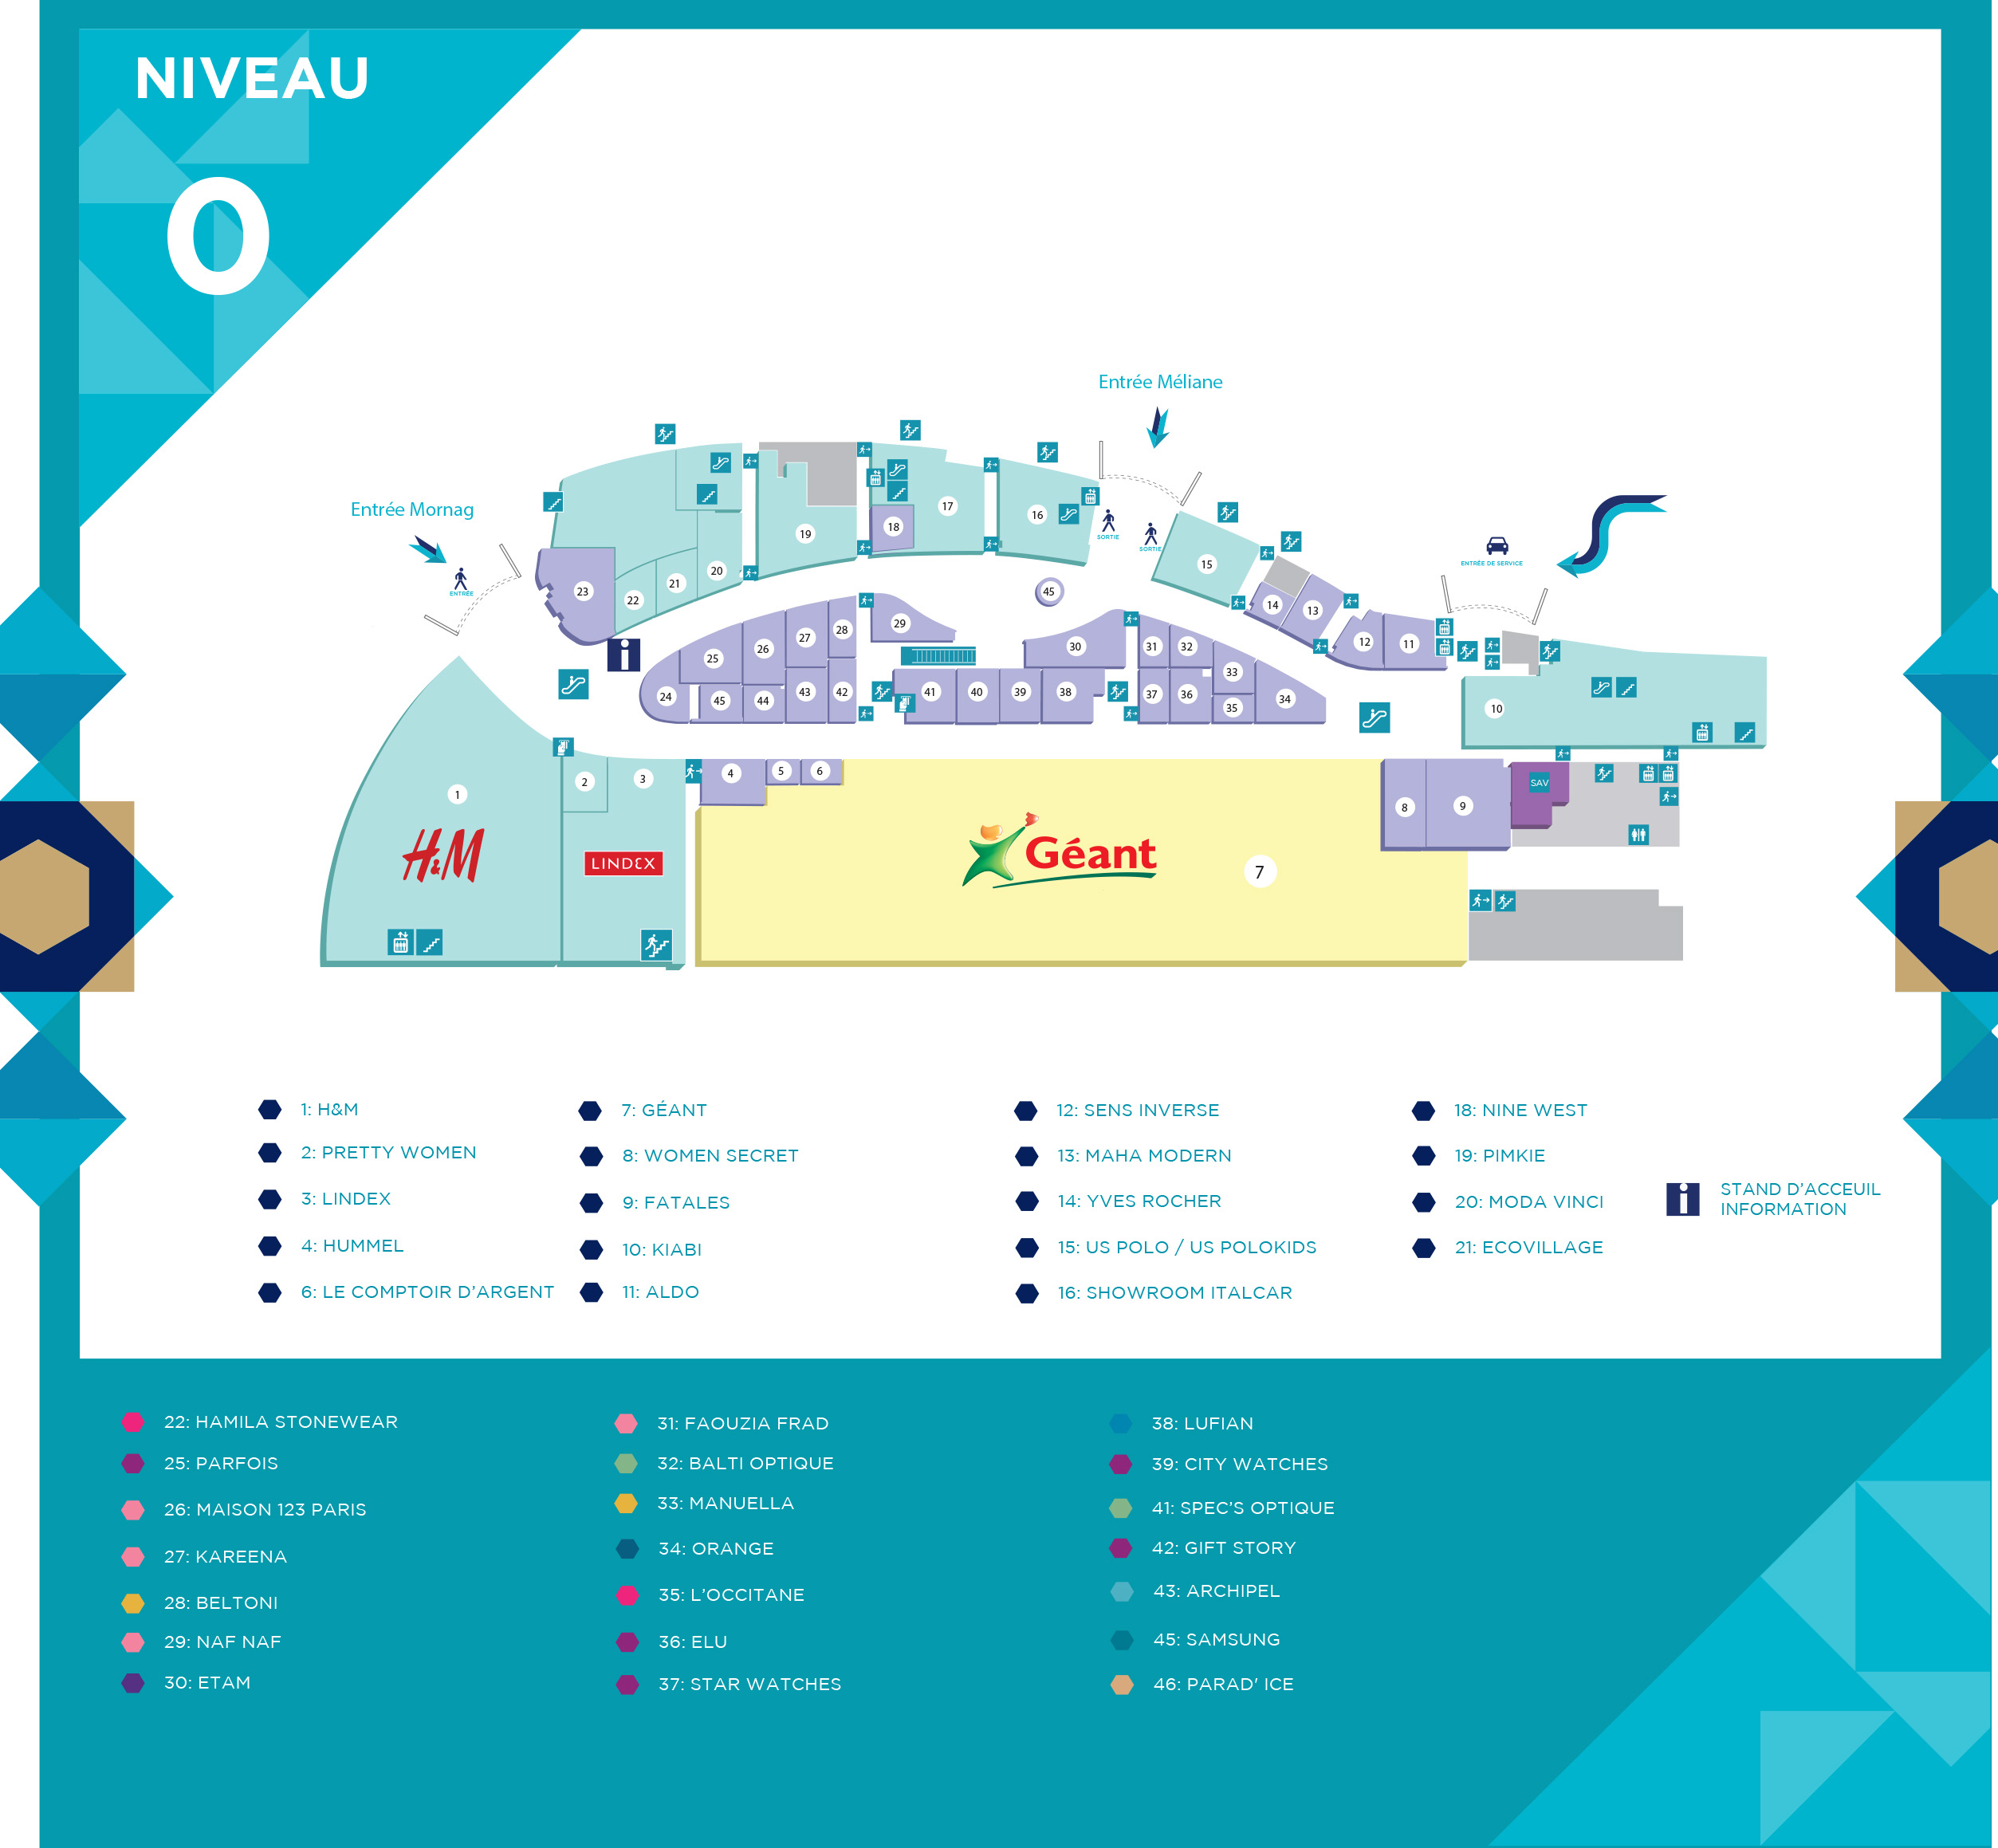 NIVEAU
0
Entrée Méliane
Entrée Mornag
ENTRÉE
SORTIE
SORTIE
ENTRÉE DE SERVICE
17
16
18
19
15
20
21
22
23
45
14
13
12
11
29
28
27
26
25
24
30
31
32
33
34
10
45
44
43
42
41
40
39
38
37
36
35
1
2
3
4
5
6
8
9
SAV
H&M
LINDEX
Géant
7
1: H&M
2: PRETTY WOMEN
3: LINDEX
4: HUMMEL
6: LE COMPTOIR D’ARGENT
7: GÉANT
8: WOMEN SECRET
9: FATALES
10: KIABI
11: ALDO
12: SENS INVERSE
13: MAHA MODERN
14: YVES ROCHER
15: US POLO / US POLOKIDS
16: SHOWROOM ITALCAR
18: NINE WEST
19: PIMKIE
20: MODA VINCI
21: ECOVILLAGE
i
STAND D’ACCEUIL
INFORMATION
22: HAMILA STONEWEAR
25: PARFOIS
26: MAISON 123 PARIS
27: KAREENA
28: BELTONI
29: NAF NAF
30: ETAM
31: FAOUZIA FRAD
32: BALTI OPTIQUE
33: MANUELLA
34: ORANGE
35: L’OCCITANE
36: ELU
37: STAR WATCHES
38: LUFIAN
39: CITY WATCHES
41: SPEC’S OPTIQUE
42: GIFT STORY
43: ARCHIPEL
45: SAMSUNG
46: PARAD' ICE